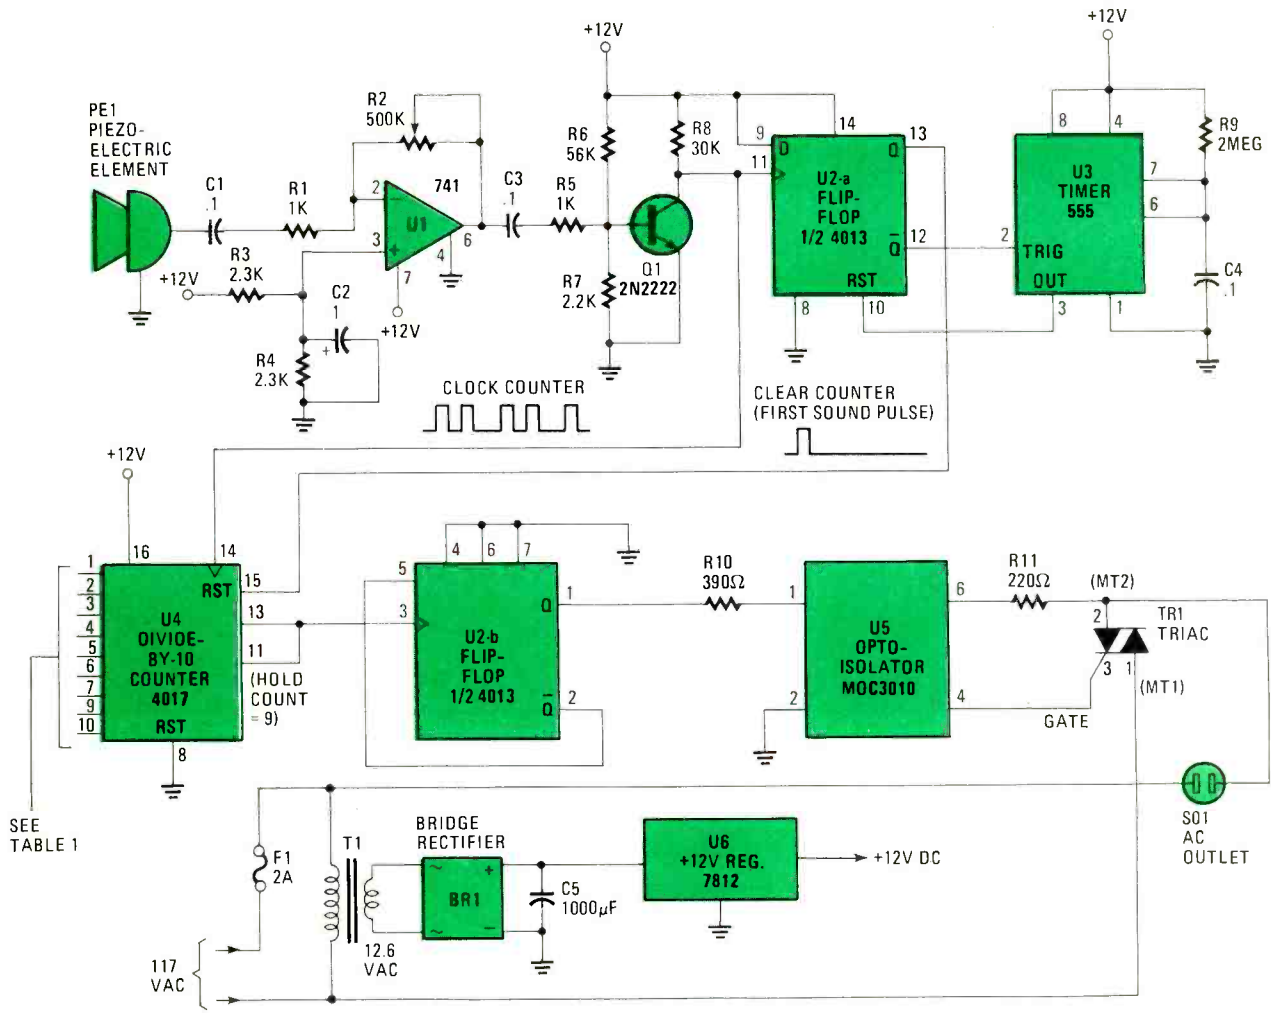 +12V
+12V
PE1
PIEZO-
ELECTRIC
ELEMENT
R2
500K
R6
56K
R8
30K
9
D
14
13
Q
11
U2-a
FLIP-
FLOP
1/2 4013
Q
12
RST
8
10
8
4
R9
2MEG
U3
TIMER
555
7
6
2
TRIG
OUT
3
1
C4
.1
C1
.1
R1
1K
2
−
741
U1
3
+
4
6
7
+12V
C3
.1
R5
1K
+12V
R3
2.3K
C2
1
+
R4
2.3K
R7
2.2K
Q1
2N2222
CLOCK COUNTER
CLEAR COUNTER
(FIRST SOUND PULSE)
+12V
16
14
1
2
3
4
5
6
7
9
10
RST
15
13
11
U4
DIVIDE-
BY-10
COUNTER
4017
RST
8
(HOLD
COUNT
= 9)
SEE
TABLE 1
4
6
7
5
3
Q
1
U2-b
FLIP-
FLOP
1/2 4013
Q
2
R10
390Ω
1
2
U5
OPTO-
ISOLATOR
MOC3010
6
4
R11
220Ω
(MT2)
2
TR1
TRIAC
3
1
(MT1)
GATE
SO1
AC
OUTLET
F1
2A
T1
12.6
VAC
BRIDGE
RECTIFIER
~
+
BR1
~
−
C5
1000µF
U6
+12V REG.
7812
+12V DC
117
VAC